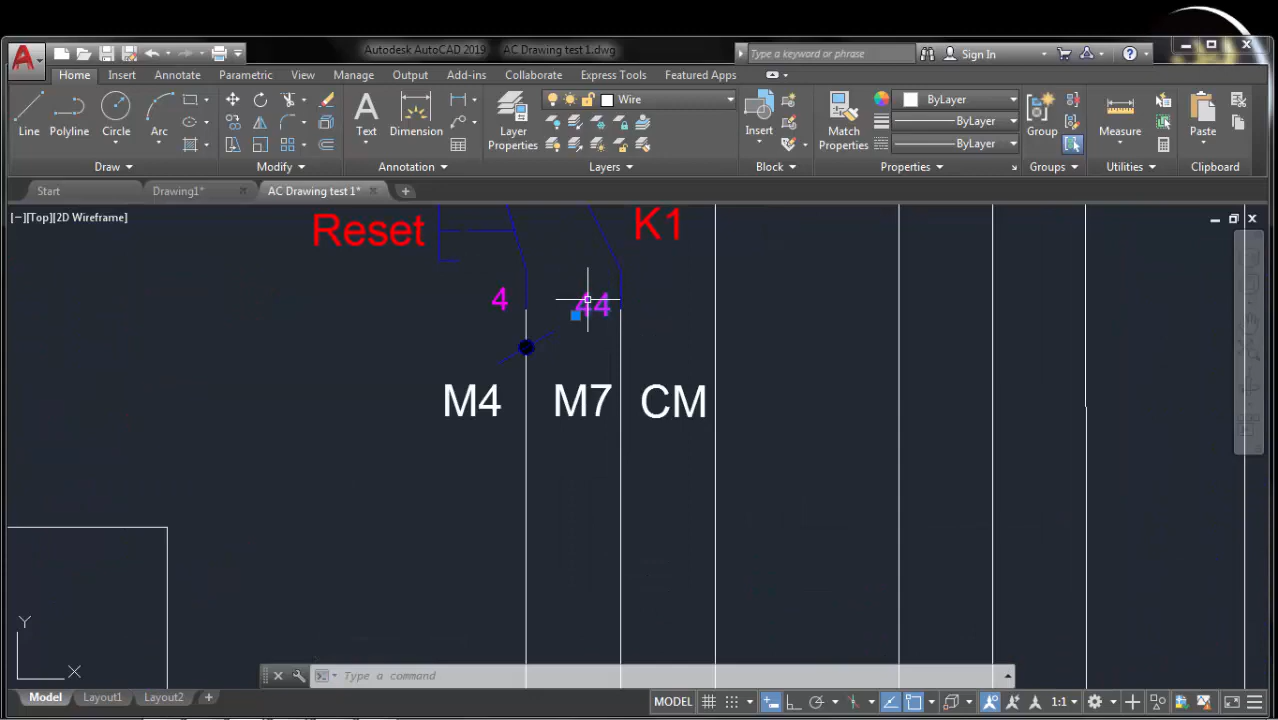 Autodesk AutoCAD 2019 AC Drawing test 1.dwg
Type a keyword or phrase
Sign In
Home Insert Annotate Parametric View Manage Output Add-ins Collaborate Express Tools Featured Apps
Wire
ByLayer
ByLayer
ByLayer
Line Polyline Circle Arc
Text Dimension
Layer
Properties
Insert
Match
Properties
Group
Measure
Paste
Draw Modify Annotation Layers Block Properties Groups Utilities Clipboard
Start Drawing1* AC Drawing test 1*
[−][Top][2D Wireframe]
Reset K1
4 44
M4 M7 CM
Y
X
Type a command
Model Layout1 Layout2
MODEL 1:1